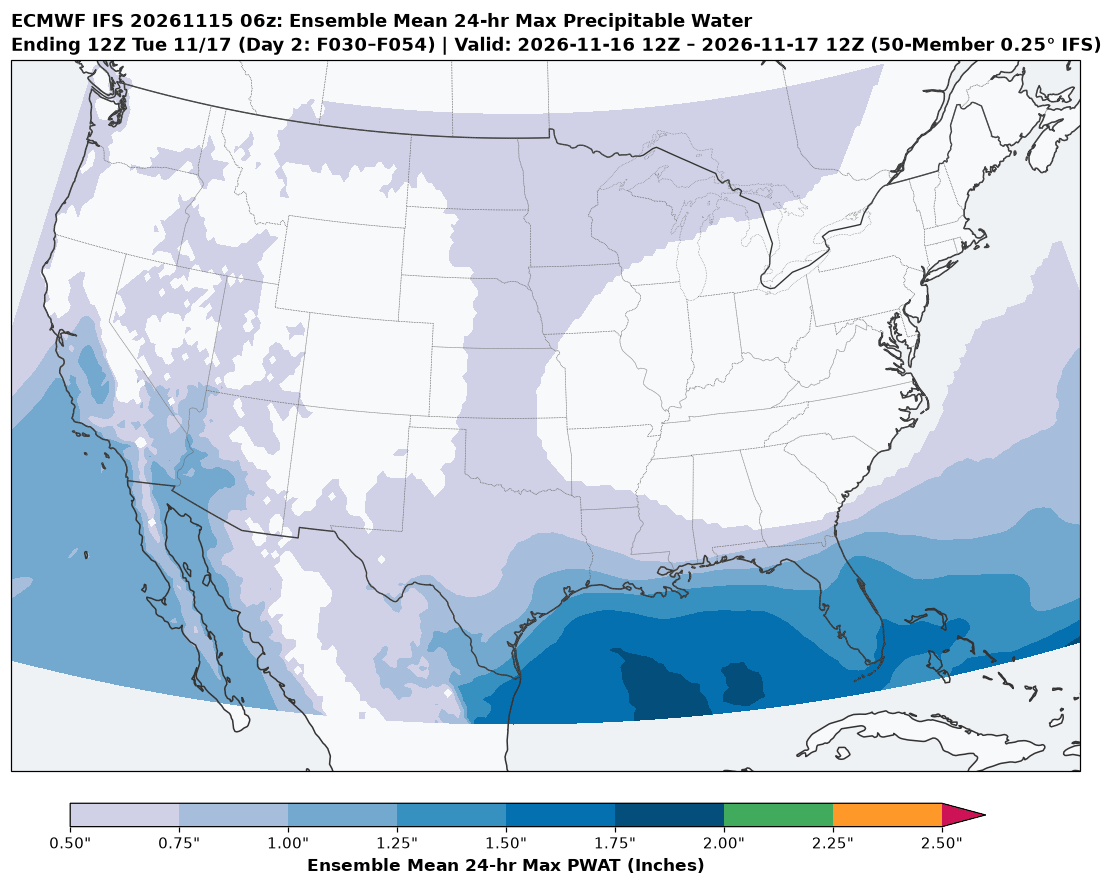 ECMWF IFS 20261115 06z: Ensemble Mean 24-hr Max Precipitable Water
Ending 12Z Tue 11/17 (Day 2: F030–F054) | Valid: 2026-11-16 12Z – 2026-11-17 12Z (50-Member 0.25° IFS)
0.50" 0.75" 1.00" 1.25" 1.50" 1.75" 2.00" 2.25" 2.50"
Ensemble Mean 24-hr Max PWAT (Inches)